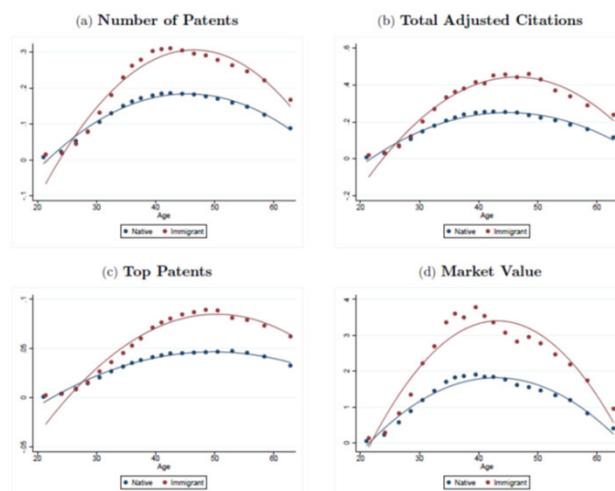 (a) Number of Patents
(b) Total Adjusted Citations
.3
.2
.1
0
-.1
20 30 40 50 60
Age
Native Immigrant
.6
.4
.2
0
-.2
20 30 40 50 60
Age
Native Immigrant
(c) Top Patents
(d) Market Value
.1
.05
0
-.05
20 30 40 50 60
Age
Native Immigrant
4
3
2
1
0
20 30 40 50 60
Age
Native Immigrant